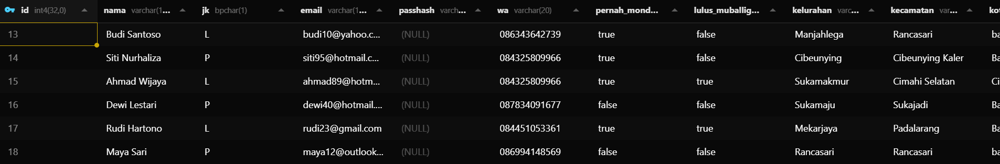 id int4(32,0) nama varchar(1... jk bpchar(1) email varchar(1... passhash varch... wa varchar(20) pernah_mond... lulus_muballig... kelurahan varc... kecamatan var... kot
13 Budi Santoso L budi10@yahoo.c... (NULL) 086343642739 true false Manjahlega Rancasari ba
14 Siti Nurhaliza P siti95@hotmail.c... (NULL) 084325809966 true false Cibeunying Cibeunying Kaler Ba
15 Ahmad Wijaya L ahmad89@hotm... (NULL) 084325809966 true true Sukamakmur Cimahi Selatan Ci
16 Dewi Lestari P dewi40@hotmail.... (NULL) 087834091677 false false Sukamaju Sukajadi Ba
17 Rudi Hartono L rudi23@gmail.com (NULL) 084451053361 true true Mekarjaya Padalarang Ba
18 Maya Sari P maya12@outlook... (NULL) 086994148569 false false Rancasari Rancasari ba